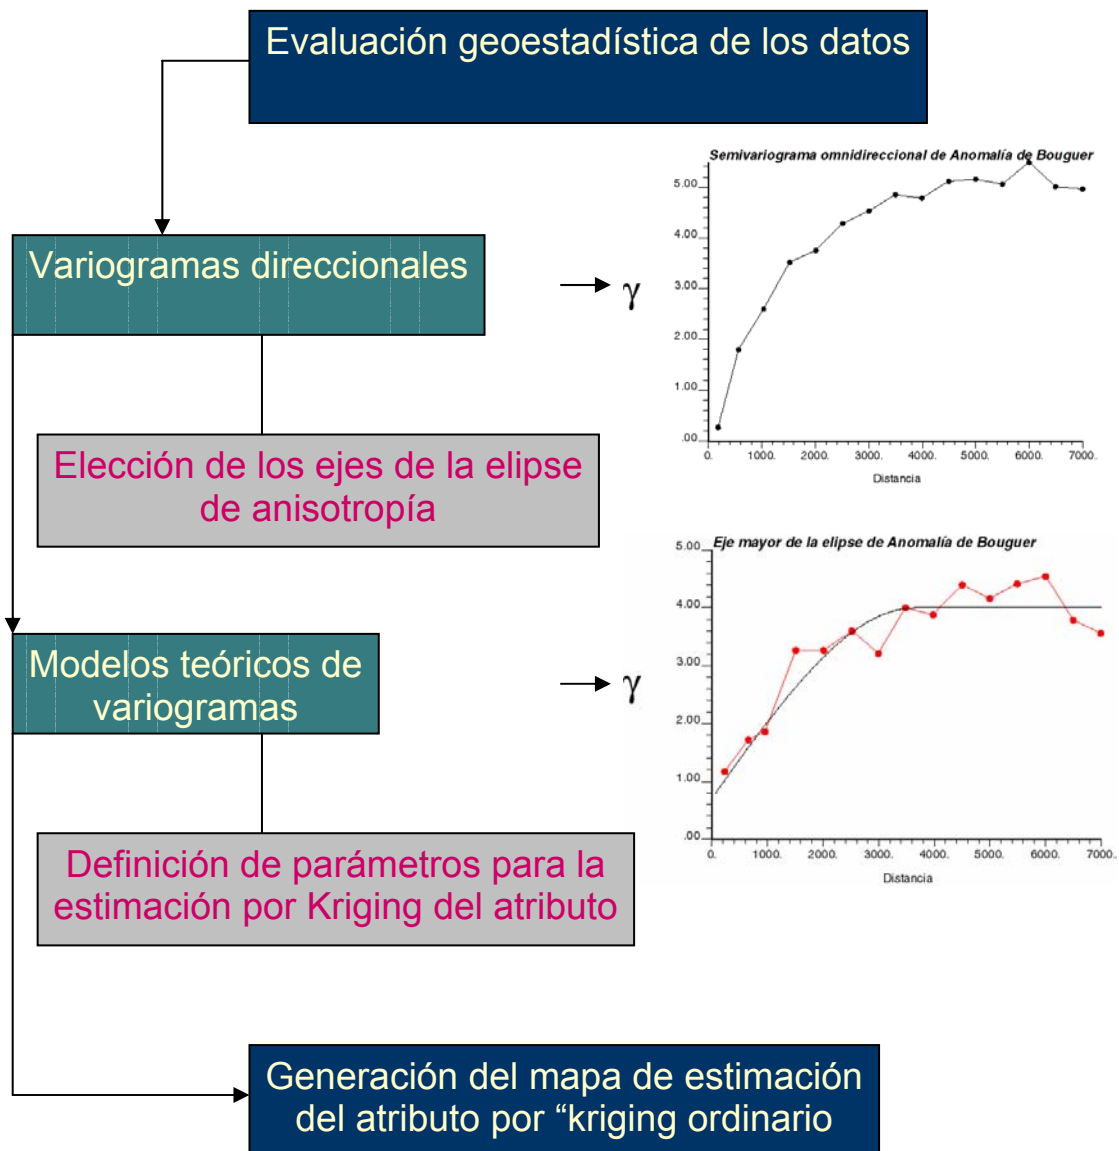 Evaluación geoestadística de los datos
Semivariograma omnidireccional de Anomalía de Bouguer
Variogramas direccionales
γ
5.00
4.00
3.00
2.00
1.00
.00
0. 1000. 2000. 3000. 4000. 5000. 6000. 7000.
Distancia
Elección de los ejes de la elipse
de anisotropía
Eje mayor de la elipse de Anomalía de Bouguer
Modelos teóricos de
variogramas
γ
5.00
4.00
3.00
2.00
1.00
.00
0. 1000. 2000. 3000. 4000. 5000. 6000. 7000.
Distancia
Definición de parámetros para la
estimación por Kriging del atributo
Generación del mapa de estimación
del atributo por “kriging ordinario